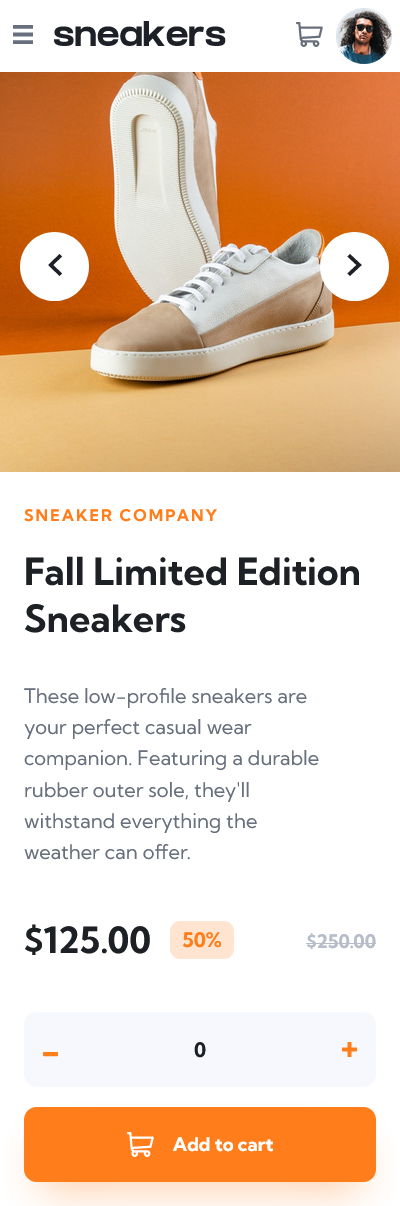 sneakers
SNEAKER COMPANY
Fall Limited Edition
Sneakers
These low-profile sneakers are
your perfect casual wear
companion. Featuring a durable
rubber outer sole, they'll
withstand everything the
weather can offer.
$125.00 50% $250.00
– 0 +
Add to cart